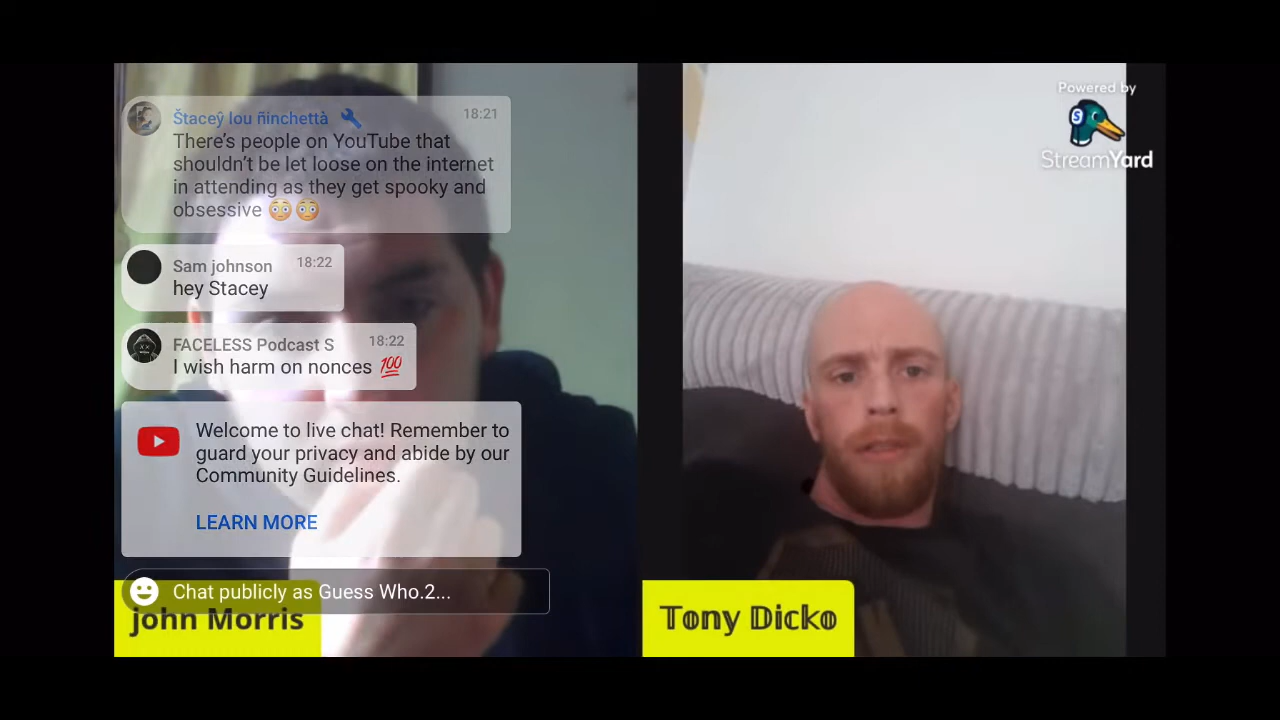 Štaceŷ lou ñinchettà 18:21
There's people on YouTube that
shouldn't be let loose on the internet
in attending as they get spooky and
obsessive 😳😳
Sam johnson 18:22
hey Stacey
FACELESS Podcast S 18:22
I wish harm on nonces 💯
Welcome to live chat! Remember to
guard your privacy and abide by our
Community Guidelines.
LEARN MORE
Chat publicly as Guess Who.2...
john Morris
Powered by
StreamYard
Tony Dicko